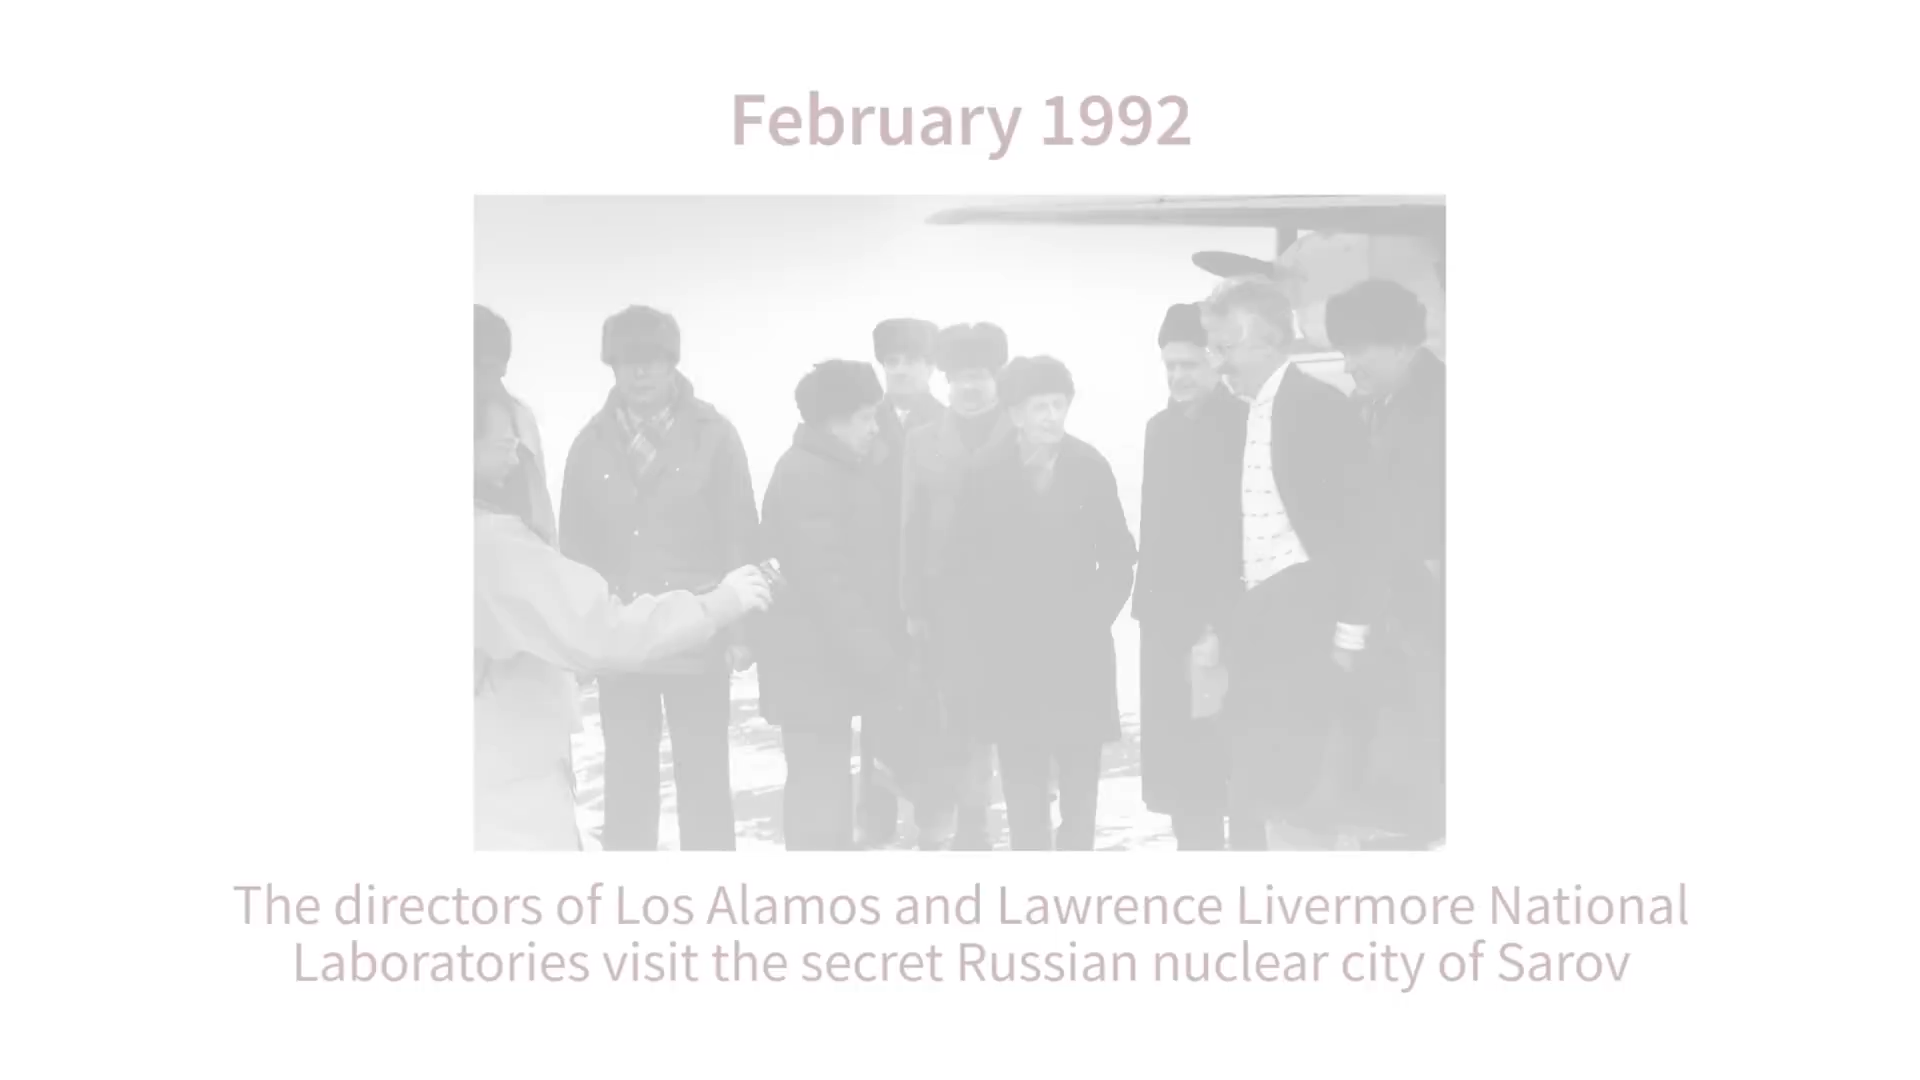 February 1992
The directors of Los Alamos and Lawrence Livermore National
Laboratories visit the secret Russian nuclear city of Sarov